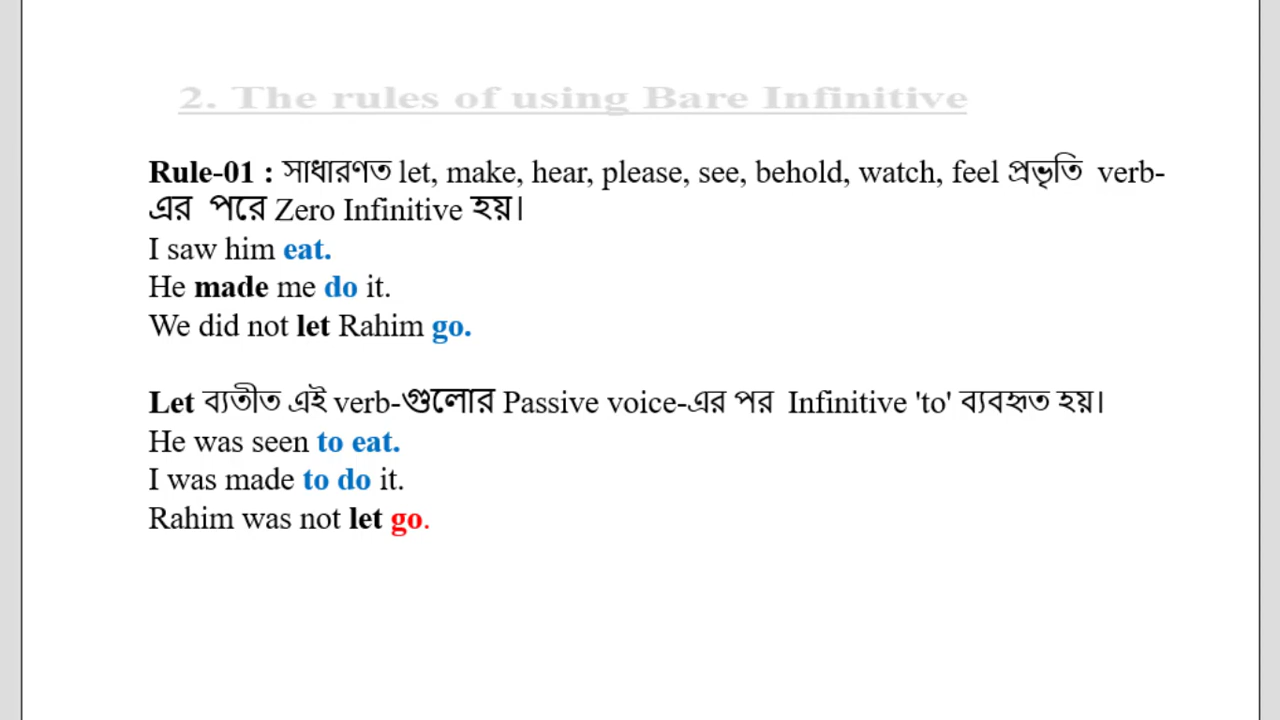 2. The rules of using Bare Infinitive
Rule-01 : সাধারণত let, make, hear, please, see, behold, watch, feel প্রভৃতি verb-
এর পরে Zero Infinitive হয়।
I saw him eat.
He made me do it.
We did not let Rahim go.
Let ব্যতীত এই verb-গুলোর Passive voice-এর পর Infinitive 'to' ব্যবহৃত হয়।
He was seen to eat.
I was made to do it.
Rahim was not let go.